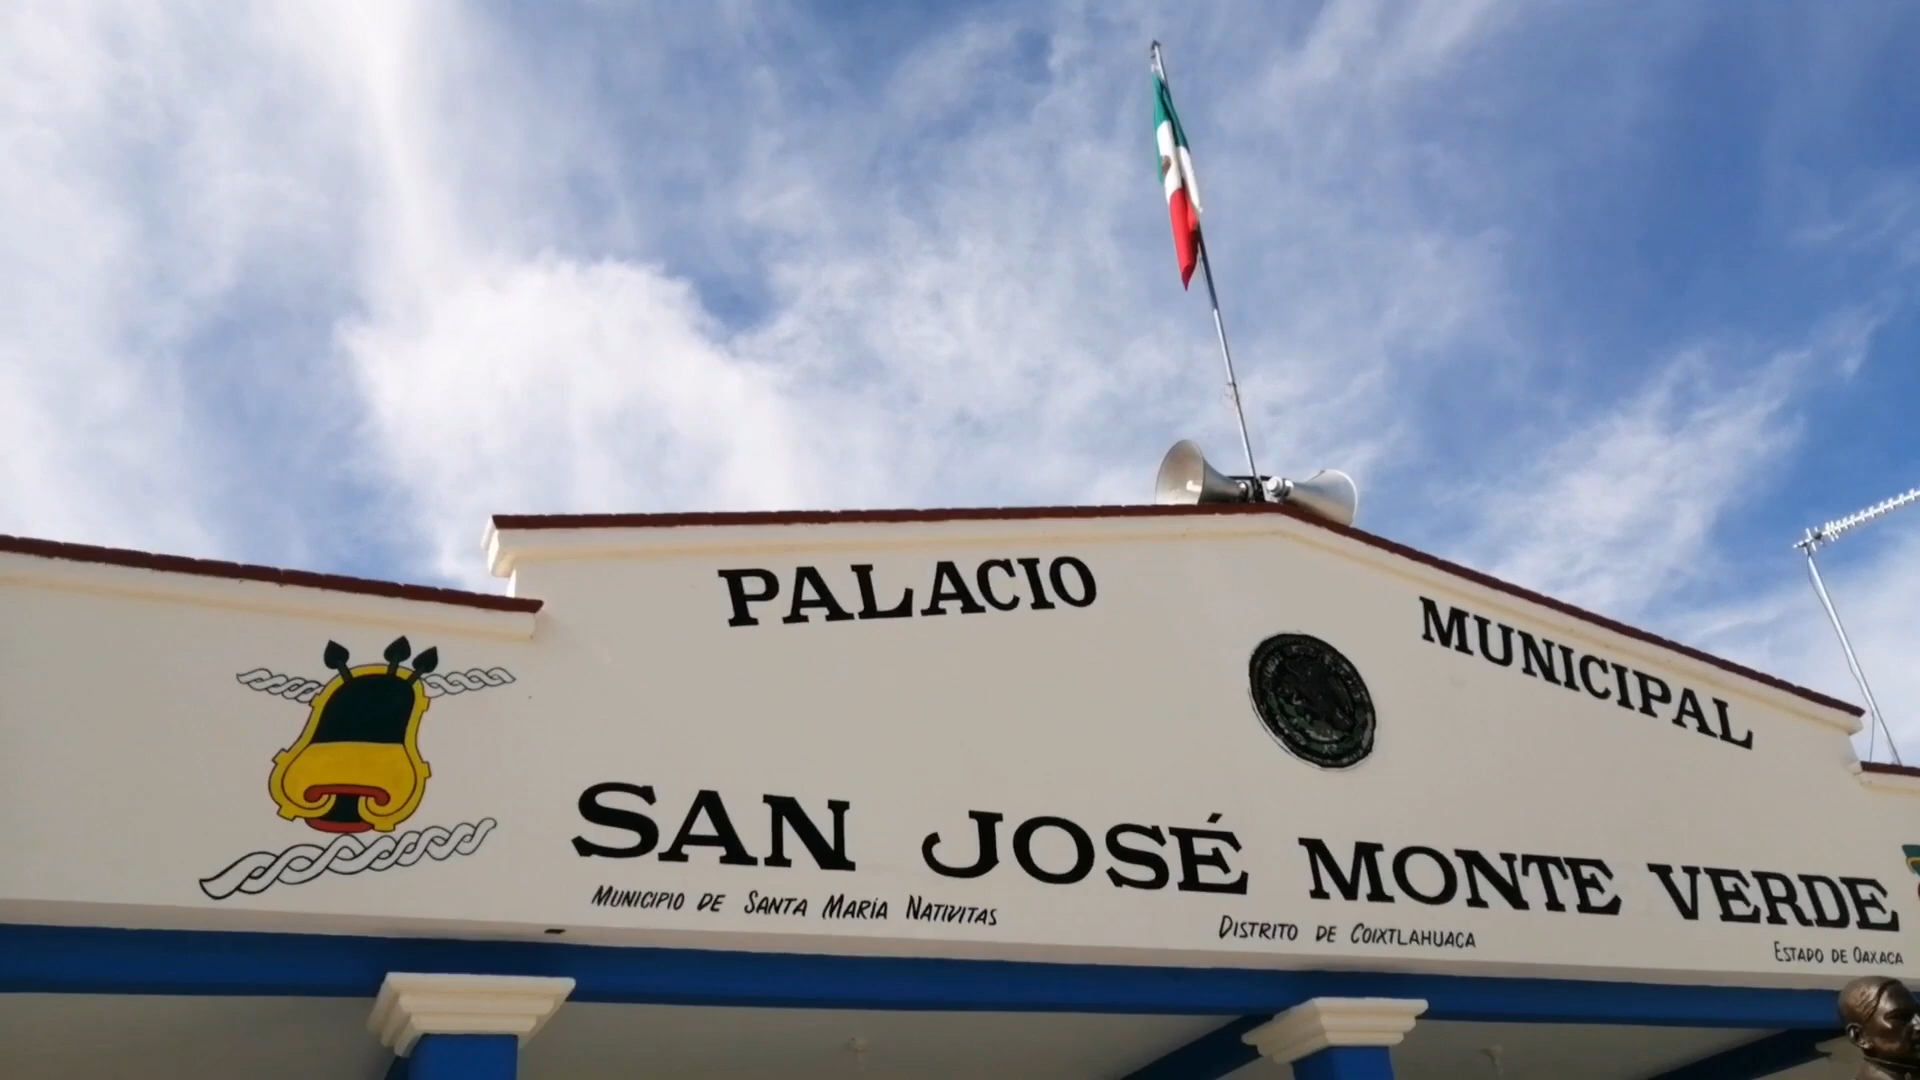 PALACIO MUNICIPAL
SAN JOSÉ MONTE VERDE
MUNICIPIO DE SANTA MARÍA NATIVITAS DISTRITO DE COIXTLAHUACA ESTADO DE OAXACA